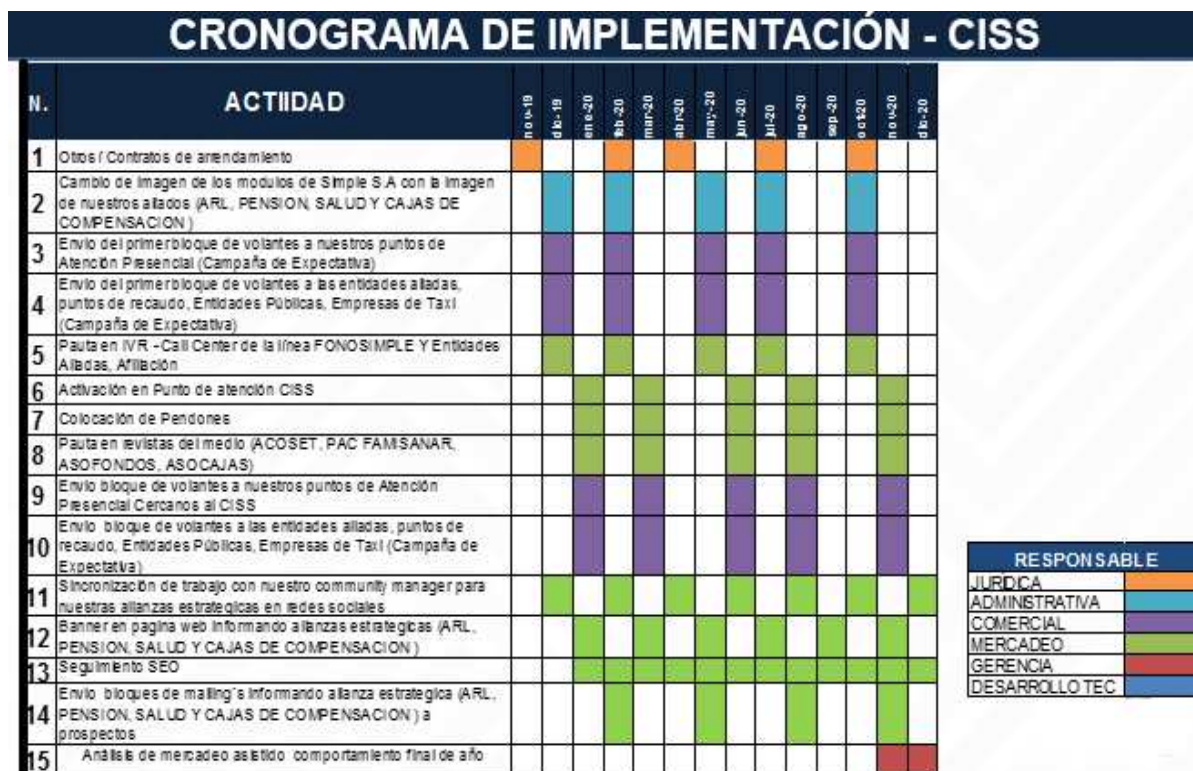 CRONOGRAMA DE IMPLEMENTACIÓN - CISS
N. ACTIIDAD nov-19 dic-19 ene-20 feb-20 mar-20 abr-20 may-20 jun-20 jul-20 ago-20 sep-20 oct-20 nov-20 dic-20
1 Otros / Contratos de arrendamiento
Cambio de Imagen de los modulos de Simple S.A con la Imagen
2 de nuestros aliados (ARL, PENSION, SALUD Y CAJAS DE
COMPENSACION )
3 Envio del primer bloque de volantes a nuestros puntos de
Atención Presencial (Campaña de Expectativa)
Envio del primer bloque de volantes a las entidades aliadas,
4 puntos de recaudo, Entidades Públicas, Empresas de Taxi
(Campaña de Expectativa)
5 Pauta en IVR - Call Center de la línea FONOSIMPLE Y Entidades
Aliadas, Afiliación
6 Activación en Punto de atención CISS
7 Colocación de Pendones
8 Pauta en revistas del medio (ACOSET, PAC FAMISANAR,
ASOFONDOS, ASOCAJAS)
9 Envio bloque de volantes a nuestros puntos de Atención
Presencial Cercanos al CISS
Envio bloque de volantes a las entidades aliadas, puntos de
10 recaudo, Entidades Públicas, Empresas de Taxi (Campaña de
Expectativa)
11 Sincronización de trabajo con nuestro community manager para
nuestras alianzas estrategicas en redes sociales
12 Banner en pagina web informando alianzas estrategicas (ARL,
PENSION, SALUD Y CAJAS DE COMPENSACION )
13 Seguimiento SEO
Envio bloques de mailing's informando alianza estrategica (ARL,
14 PENSION, SALUD Y CAJAS DE COMPENSACION ) a
prospectos
15 Análisis de mercadeo asistido comportamiento final de año
RESPONSABLE
JURÍDICA
ADMINISTRATIVA
COMERCIAL
MERCADEO
GERENCIA
DESARROLLO TEC